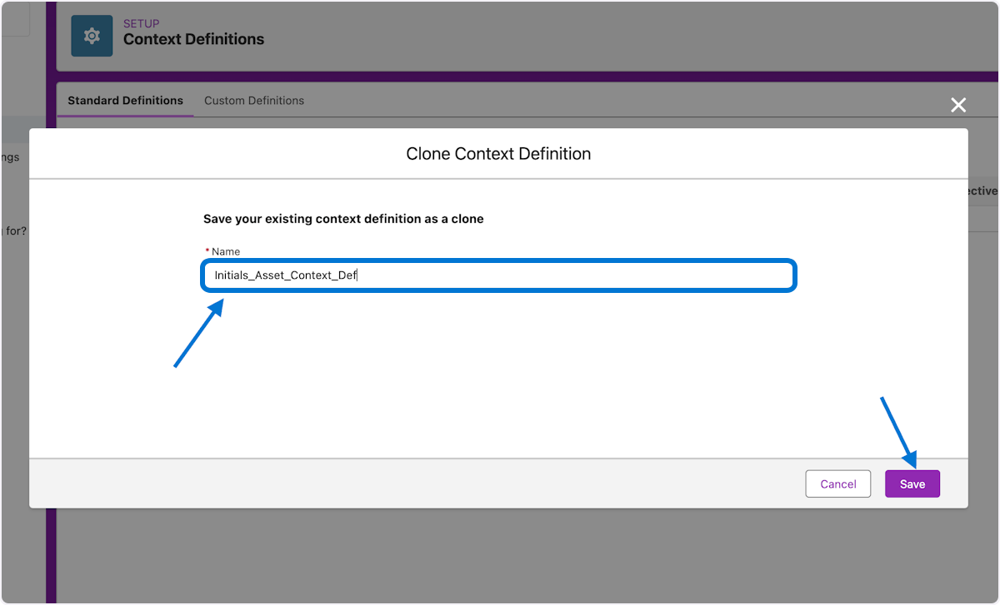 SETUP
Context Definitions
Standard Definitions Custom Definitions
ngs
ective
for?
Clone Context Definition
Save your existing context definition as a clone
* Name
Initials_Asset_Context_Def
Cancel Save